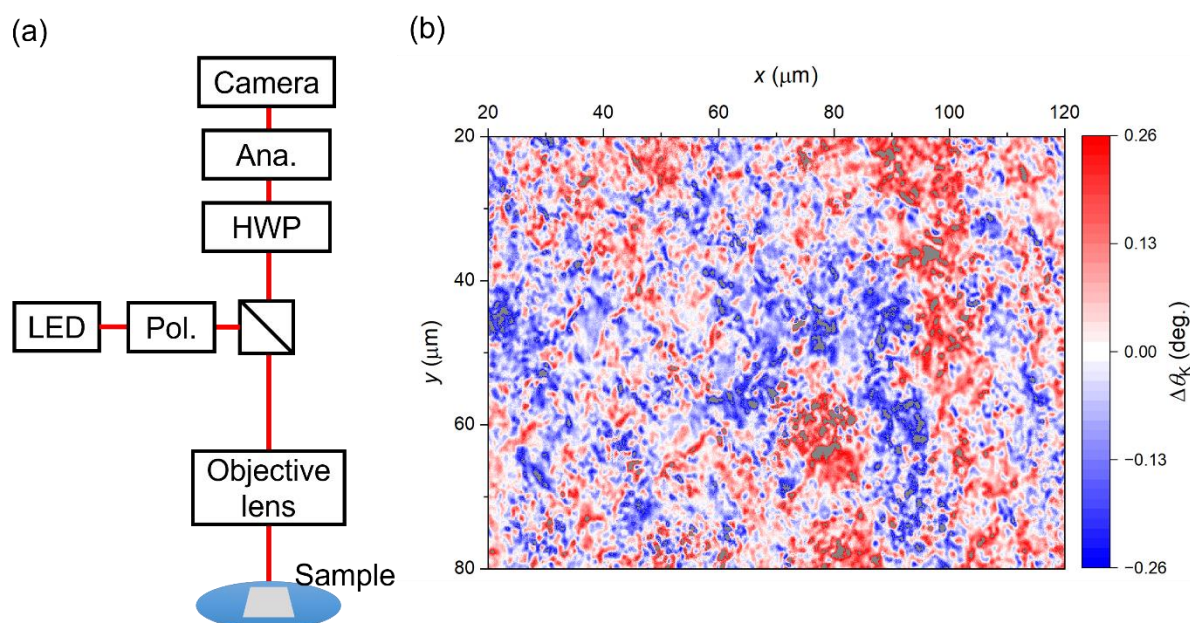 (a)
Camera
Ana.
HWP
LED
Pol.
Objective
lens
Sample
(b)
x (μm)
20 40 60 80 100 120
20
40
60
80
y (μm)
0.26
0.13
0.00
−0.13
−0.26
Δθk (deg.)